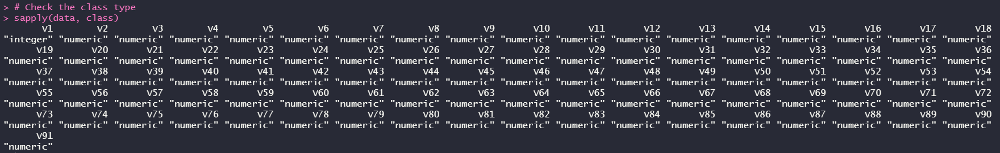 > # Check the class type
> sapply(data, class)
v1 v2 v3 v4 v5 v6 v7 v8 v9 v10 v11 v12 v13 v14 v15 v16 v17 v18
"integer" "numeric" "numeric" "numeric" "numeric" "numeric" "numeric" "numeric" "numeric" "numeric" "numeric" "numeric" "numeric" "numeric" "numeric" "numeric" "numeric" "numeric"
v19 v20 v21 v22 v23 v24 v25 v26 v27 v28 v29 v30 v31 v32 v33 v34 v35 v36
"numeric" "numeric" "numeric" "numeric" "numeric" "numeric" "numeric" "numeric" "numeric" "numeric" "numeric" "numeric" "numeric" "numeric" "numeric" "numeric" "numeric" "numeric"
v37 v38 v39 v40 v41 v42 v43 v44 v45 v46 v47 v48 v49 v50 v51 v52 v53 v54
"numeric" "numeric" "numeric" "numeric" "numeric" "numeric" "numeric" "numeric" "numeric" "numeric" "numeric" "numeric" "numeric" "numeric" "numeric" "numeric" "numeric" "numeric"
v55 v56 v57 v58 v59 v60 v61 v62 v63 v64 v65 v66 v67 v68 v69 v70 v71 v72
"numeric" "numeric" "numeric" "numeric" "numeric" "numeric" "numeric" "numeric" "numeric" "numeric" "numeric" "numeric" "numeric" "numeric" "numeric" "numeric" "numeric" "numeric"
v73 v74 v75 v76 v77 v78 v79 v80 v81 v82 v83 v84 v85 v86 v87 v88 v89 v90
"numeric" "numeric" "numeric" "numeric" "numeric" "numeric" "numeric" "numeric" "numeric" "numeric" "numeric" "numeric" "numeric" "numeric" "numeric" "numeric" "numeric" "numeric"
v91
"numeric"